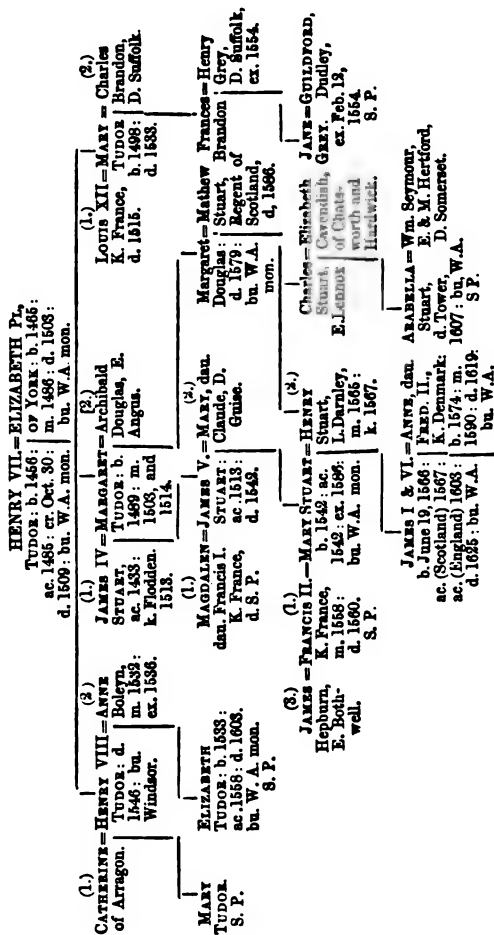 HENRY VII.=ELIZABETH PL,
TUDOR: b. 1456:
ac. 1485: cr. Oct. 30:
d. 1509: bu. W.A. mon.
OF YORK: b. 1465:
m. 1486: d. 1503:
bu. W.A. mon.
(1.)
CATHERINE=HENRY VIII=ANNE
of Arragon.
TUDOR: d.
1546: bu.
Windsor.
(2)
Boleyn,
m. 1532:
ex. 1536.
(1.)
JAMES IV=MARGARET=Archibald
STUART,
ac. 1433:
k. Flodden.
1513.
TUDOR: b.
1489: m.
1503, and
1514.
(2.)
Douglas, E.
Angus.
(1.)
LOUIS XII=MARY=Charles
K. France,
d. 1515.
TUDOR
b. 1498:
d. 1533.
(2.)
Brandon,
D. Suffolk.
MARY
TUDOR.
S. P.
ELIZABETH
TUDOR: b. 1533:
ac. 1558: d. 1603.
bu. W. A. mon.
S. P.
(1.)
MAGDALEN=JAMES V.=MARY, dau.
dau. Francis I.
K. France,
d. S. P.
STUART:
ac. 1513:
d. 1542.
(2.)
Claude, D.
Guise.
Margaret=Mathew
Douglas:
d. 1579:
bu. W.A.
mon.
Stuart,
Regent of
Scotland,
d, 1586.
Frances=Henry
Brandon
Grey,
D. Suffolk,
ex. 1554.
(3.)
JAMES=FRANCIS II.—MARY STUART=HENRY
Hepburn,
E. Both-
well.
(1.)
K. France,
m. 1558:
d. 1560.
S. P.
b. 1542: ac.
1542: ex. 1586:
bu. W.A. mon.
(2.)
Stuart,
L. Darnley,
m. 1565:
k. 1567.
Charles=Elizabeth
Stuart,
E. Lennox
Cavendish,
of Chats-
worth and
Hardwick.
JANE=GUILDFORD,
GREY.
Dudley,
ex. Feb. 12,
1554.
S. P.
JAMES I & VI.=ANNE, dau.
b. June 19, 1566:
ac. (Scotland) 1567:
ac, (England) 1603:
d. 1625: bu. W.A.
FRED. II.,
K. Denmark:
b. 1574: m.
1590: d. 1619:
bu. W.A.
ARABELLA=Wm. Seymour,
Stuart,
d. Tower,
1607: bu, W.A.
S P.
E. & M. Hertford,
D. Somerset.